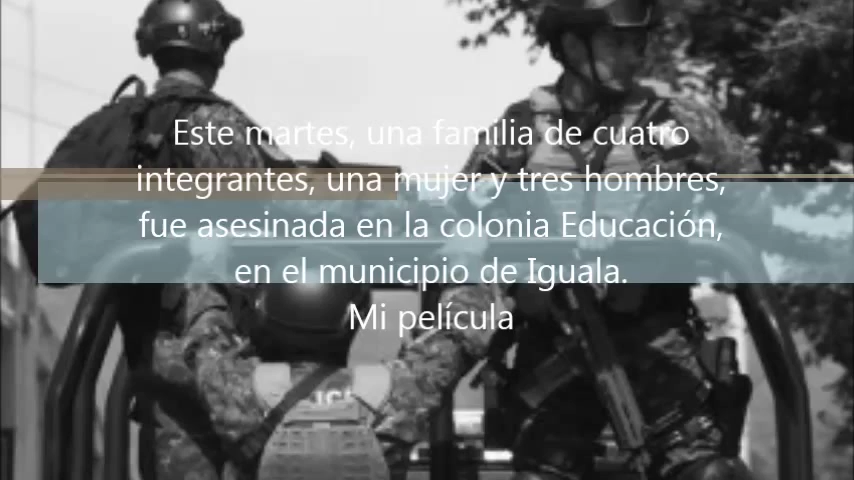 Este martes, una familia de cuatro
integrantes, una mujer y tres hombres,
fue asesinada en la colonia Educación,
en el municipio de Iguala.
Mi película